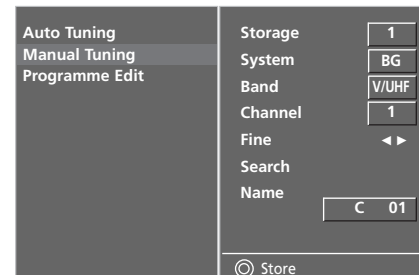 Auto Tuning
Manual Tuning
Programme Edit
Storage 1
System BG
Band V/UHF
Channel 1
Fine ◄ ►
Search
Name
C 01
Store